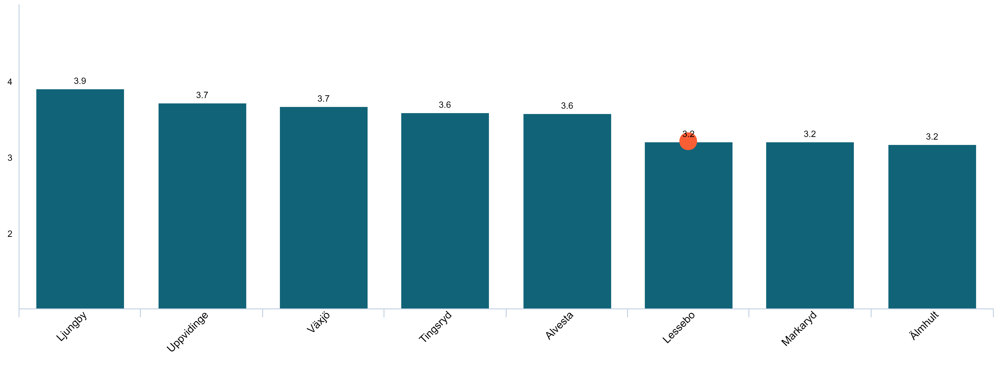 4
3
2
3.9
3.7
3.7
3.6
3.6
3.2
3.2
3.2
Ljungby
Uppvidinge
Växjö
Tingsryd
Alvesta
Lessebo
Markaryd
Älmhult